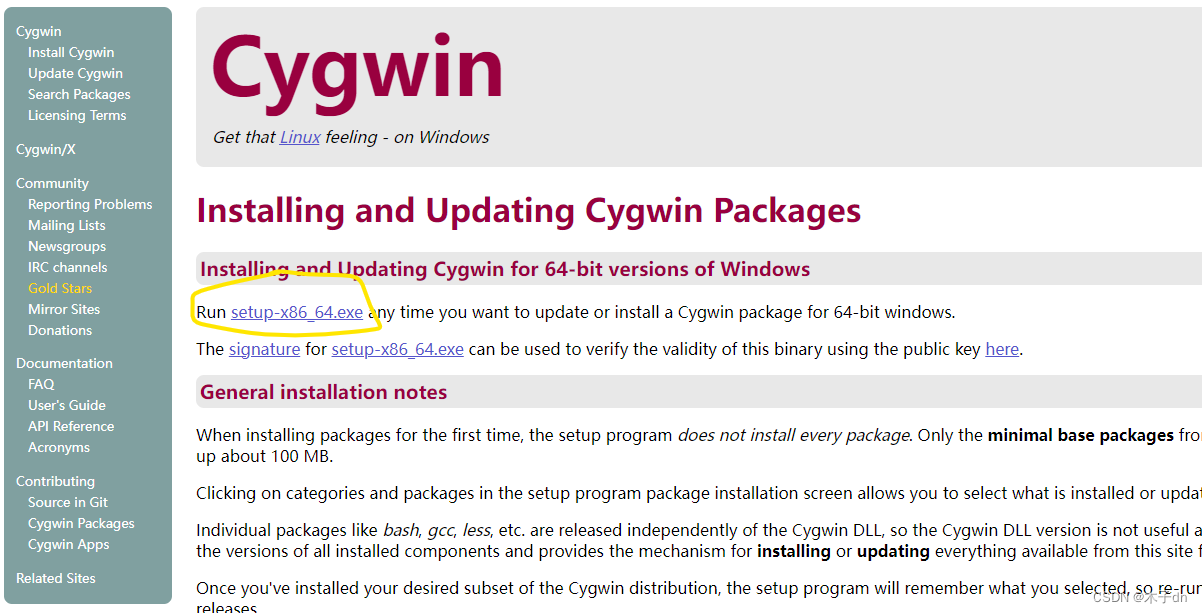 Cygwin
Install Cygwin
Update Cygwin
Search Packages
Licensing Terms
Cygwin/X
Community
Reporting Problems
Mailing Lists
Newsgroups
IRC channels
Gold Stars
Mirror Sites
Donations
Documentation
FAQ
User's Guide
API Reference
Acronyms
Contributing
Source in Git
Cygwin Packages
Cygwin Apps
Related Sites
Cygwin
Get that Linux feeling - on Windows
Installing and Updating Cygwin Packages
Installing and Updating Cygwin for 64-bit versions of Windows
Run setup-x86_64.exe any time you want to update or install a Cygwin package for 64-bit windows.
The signature for setup-x86_64.exe can be used to verify the validity of this binary using the public key here.
General installation notes
When installing packages for the first time, the setup program does not install every package. Only the minimal base packages fro
up about 100 MB.
Clicking on categories and packages in the setup program package installation screen allows you to select what is installed or upda
Individual packages like bash, gcc, less, etc. are released independently of the Cygwin DLL, so the Cygwin DLL version is not useful a
the versions of all installed components and provides the mechanism for installing or updating everything available from this site f
Once you've installed your desired subset of the Cygwin distribution, the setup program will remember what you selected, so re-run
releases.
CSDN @木子dn